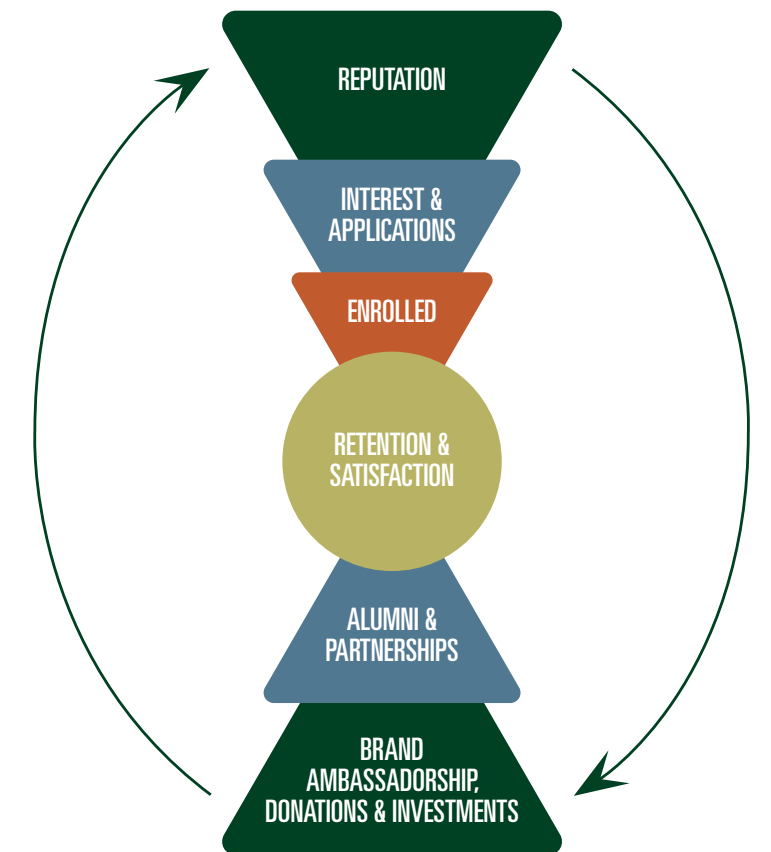 REPUTATION
INTEREST &
APPLICATIONS
ENROLLED
RETENTION &
SATISFACTION
ALUMNI &
PARTNERSHIPS
BRAND
AMBASSADORSHIP,
DONATIONS & INVESTMENTS